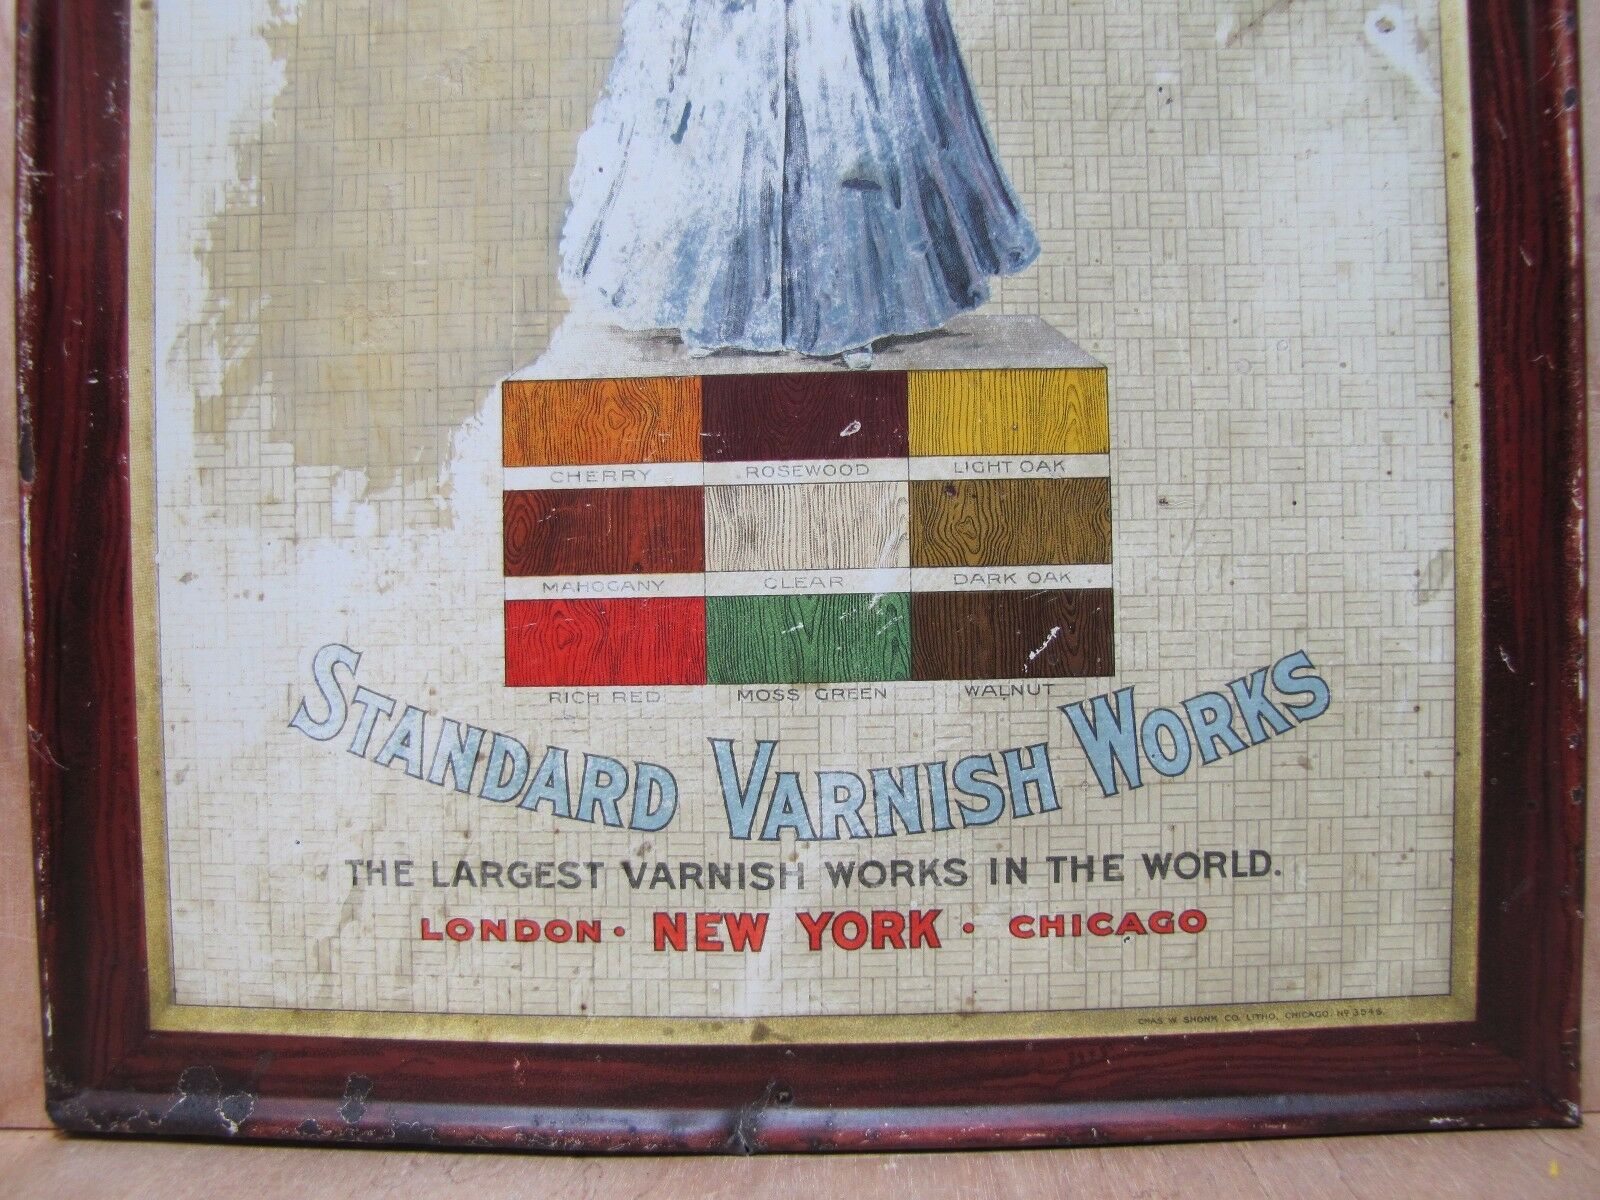 CHERRY ROSEWOOD LIGHT OAK
MAHOGANY CLEAR DARK OAK
RICH RED MOSS GREEN WALNUT
STANDARD VARNISH WORKS
THE LARGEST VARNISH WORKS IN THE WORLD.
LONDON · NEW YORK · CHICAGO
CHAS. W. SHONK CO. LITHO, CHICAGO. Nº 3546.